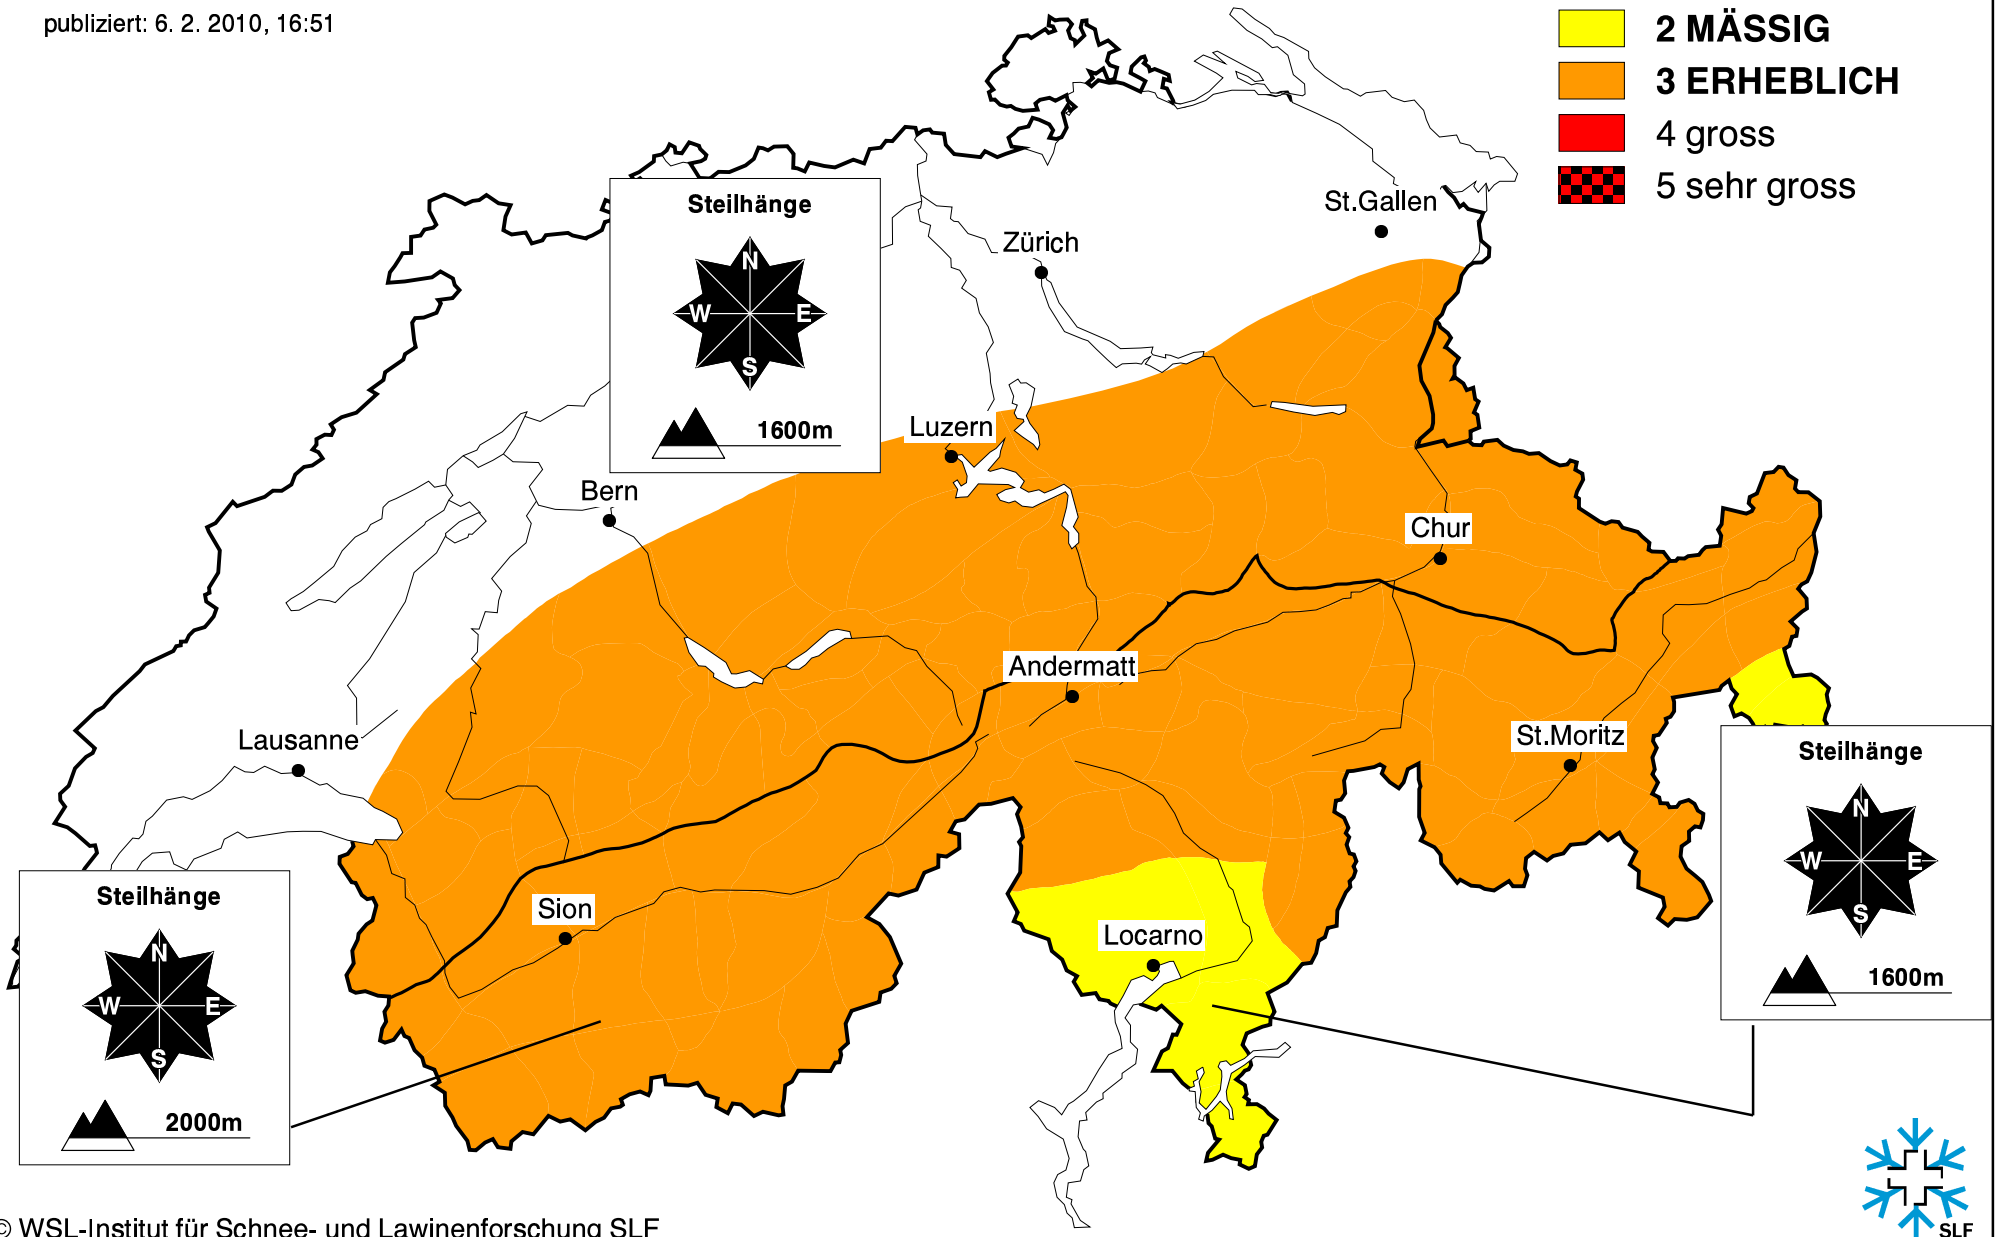 publiziert: 6. 2. 2010, 16:51
2 MÄSSIG
3 ERHEBLICH
4 gross
5 sehr gross
Steilhänge
N
W E
S
1600m
St.Gallen
Zürich
Luzern
Bern
Chur
Andermatt
St.Moritz
Lausanne
Steilhänge
N
W E
S
1600m
Steilhänge
N
W E
S
2000m
Sion
Locarno
© WSL-Institut für Schnee- und Lawinenforschung SLF
SLF